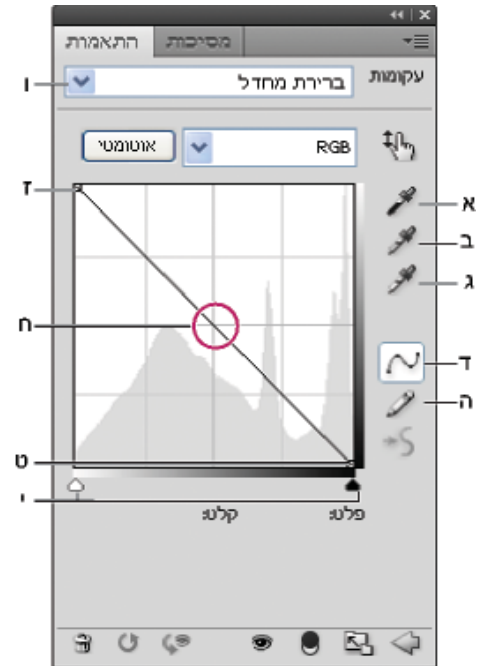 התאמות מסיכות
עקומות ברירת מחדל
ו
RGB אוטומטי
ז
א
ב
ג
ח
ד
ה
ט
י
פלט: קלט: